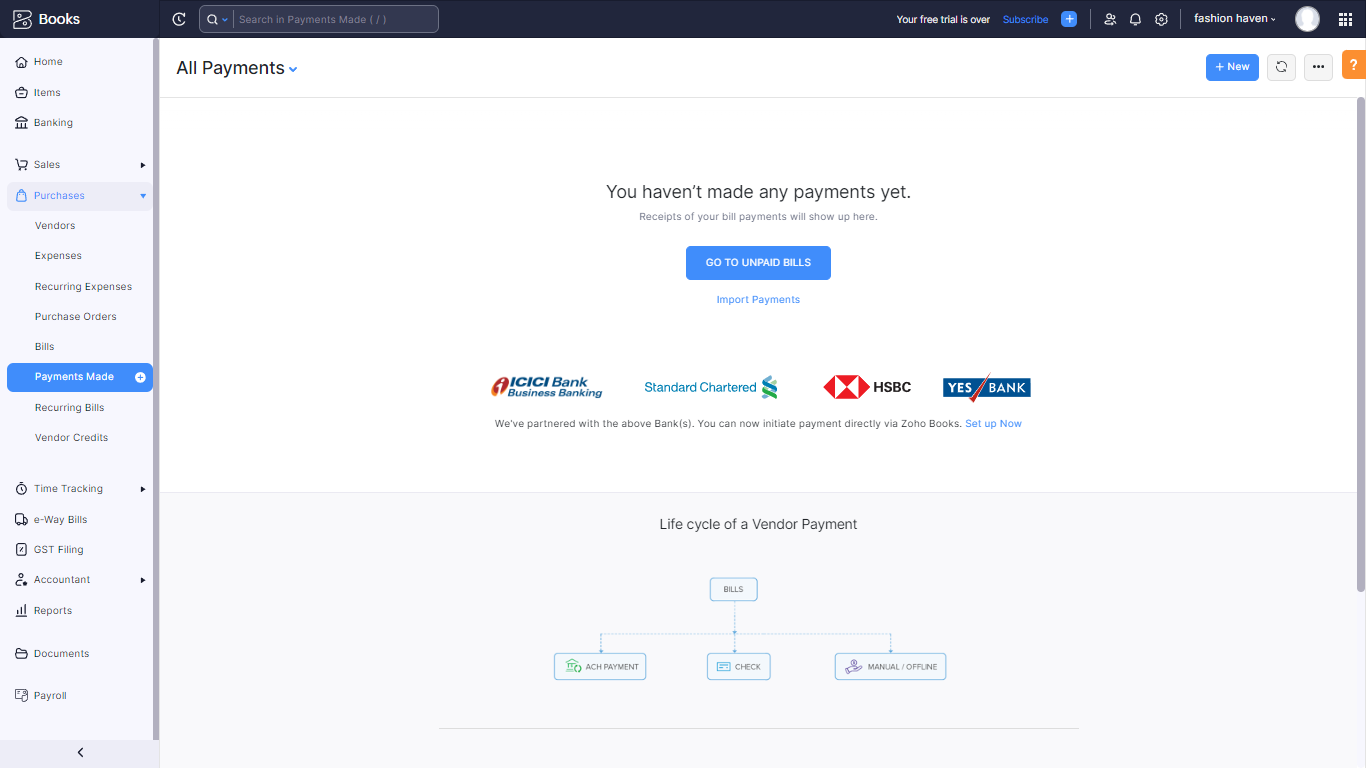 Books
Search in Payments Made ( / )
Your free trial is over
Subscribe
fashion haven
Home
Items
Banking
Sales
Purchases
Vendors
Expenses
Recurring Expenses
Purchase Orders
Bills
Payments Made
Recurring Bills
Vendor Credits
Time Tracking
e-Way Bills
GST Filing
Accountant
Reports
Documents
Payroll
All Payments
+ New
?
You haven't made any payments yet.
Receipts of your bill payments will show up here.
GO TO UNPAID BILLS
Import Payments
ICICI Bank
Business Banking
Standard Chartered
HSBC
YES BANK
We've partnered with the above Bank(s). You can now initiate payment directly via Zoho Books. Set up Now
Life cycle of a Vendor Payment
BILLS
ACH PAYMENT
CHECK
MANUAL / OFFLINE